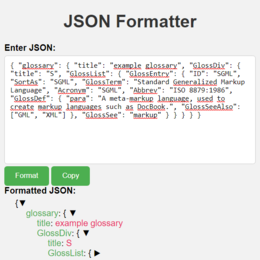 JSON Formatter
Enter JSON:
{ "glossary": { "title": "example glossary", "GlossDiv": {
"title": "S", "GlossList": { "GlossEntry": { "ID": "SGML",
"SortAs": "SGML", "GlossTerm": "Standard Generalized Markup
Language", "Acronym": "SGML", "Abbrev": "ISO 8879:1986",
"GlossDef": { "para": "A meta-markup language, used to
create markup languages such as DocBook.", "GlossSeeAlso":
["GML", "XML"] }, "GlossSee": "markup" } } } } }
Format Copy
Formatted JSON:
{▼
glossary: { ▼
title: example glossary
GlossDiv: { ▼
title: S
GlossList: { ▶